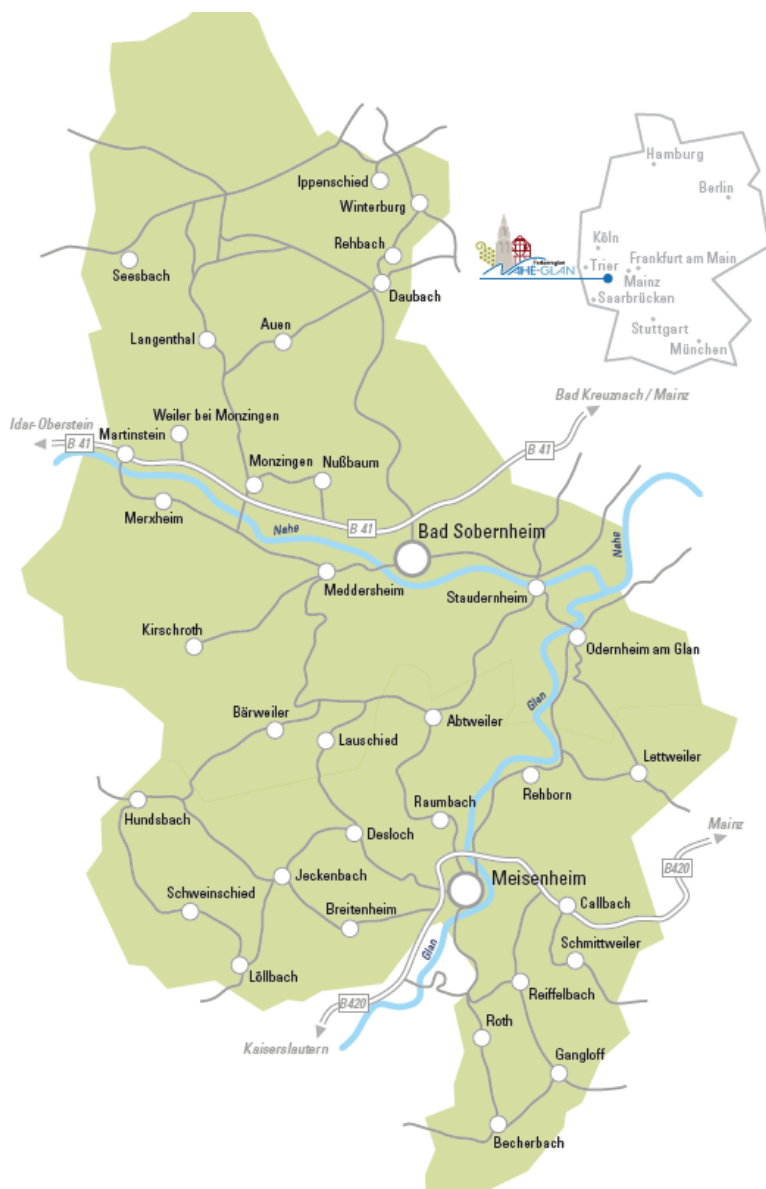 Hamburg
Berlin
Köln
Trier
Frankfurt am Main
Mainz
Saarbrücken
Stuttgart
München
NAHE-GLAN
Ippenschied
Winterburg
Rehbach
Seesbach
Daubach
Auen
Langenthal
Bad Kreuznach / Mainz
Idar-Oberstein
Weiler bei Monzingen
B 41
Martinstein
B 41
Monzingen
Nußbaum
Merxheim
B 41
Nahe
Bad Sobernheim
Nahe
Meddersheim
Staudernheim
Kirschroth
Odernheim am Glan
Glan
Bärweiler
Abtweiler
Lauschied
Lettweiler
Rehborn
Hundsbach
Raumbach
Desloch
Mainz
B420
Jeckenbach
Meisenheim
Schweinschied
Breitenheim
Callbach
Glan
Schmittweiler
Löllbach
Reiffelbach
B420
Kaiserslautern
Roth
Gangloff
Becherbach